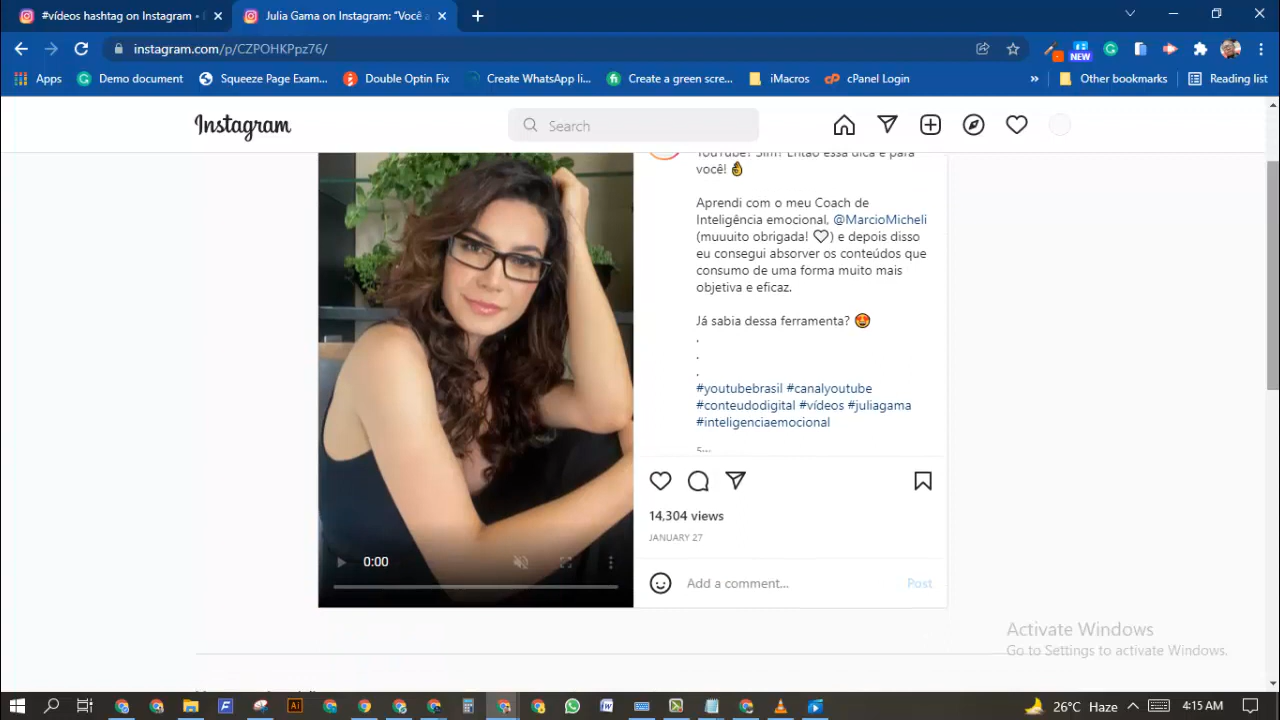 #vídeos hashtag on Instagram •
Julia Gama on Instagram: “Você a
instagram.com/p/CZPOHKPpz76/
NEW
Apps
Demo document
Squeeze Page Exam...
Double Optin Fix
Create WhatsApp li...
Create a green scre...
iMacros
cPanel Login
»
Other bookmarks
Reading list
Instagram
Search
YouTube? Sim? Então essa dica é para
você!
Aprendi com o meu Coach de
Inteligência emocional, @MarcioMicheli
(muuuito obrigada! ♡) e depois disso
eu consegui absorver os conteúdos que
consumo de uma forma muito mais
objetiva e eficaz.
Já sabia dessa ferramenta? 😍
.
.
.
#youtubebrasil #canalyoutube
#conteudodigital #vídeos #juliagama
#inteligenciaemocional
14,304 views
JANUARY 27
0:00
Add a comment...
Post
Activate Windows
Go to Settings to activate Windows.
26°C Haze
4:15 AM